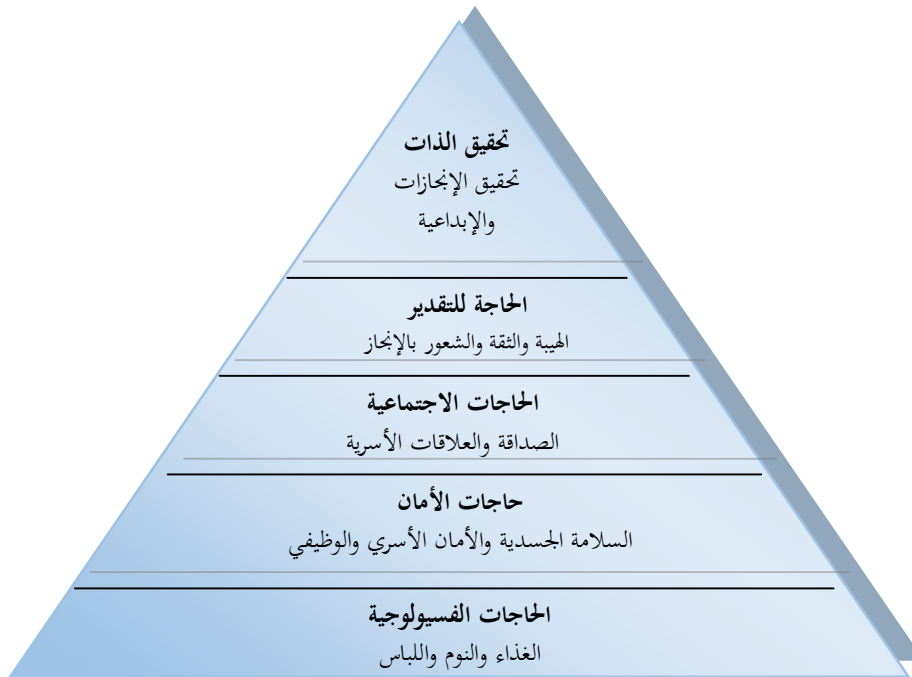 تحقيق الذات
تحقيق الإنجازات
والإبداعية
الحاجة للتقدير
الهيبة والثقة والشعور بالإنجاز
الحاجات الاجتماعية
الصداقة والعلاقات الأسرية
حاجات الأمان
السلامة الجسدية والأمان الأسري والوظيفي
الحاجات الفسيولوجية
الغذاء والنوم واللباس